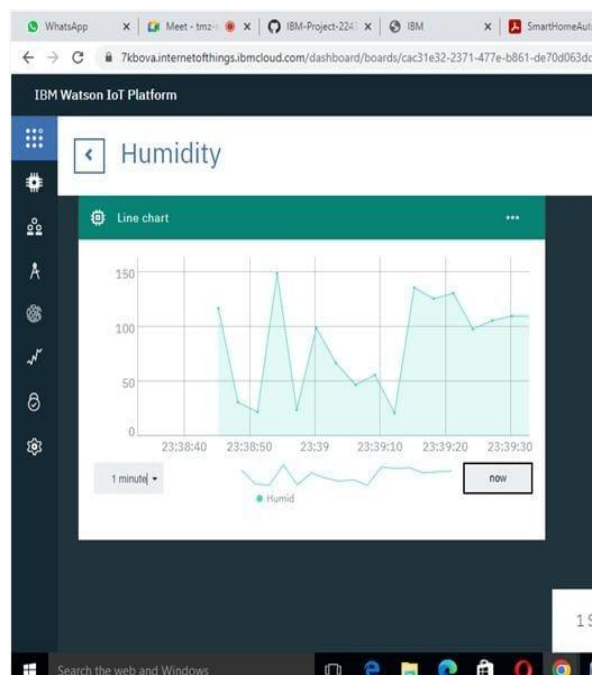 WhatsApp
Meet - tmz-
IBM-Project-224
IBM
SmartHomeAut
7kbova.internetofthings.ibmcloud.com/dashboard/boards/cac31e32-2371-477e-b861-de70d063dc
IBM Watson IoT Platform
Humidity
Line chart
150
100
50
0
23:38:40 23:38:50 23:39 23:39:10 23:39:20 23:39:30
1 minute
now
Humid
1 S
Search the web and Windows